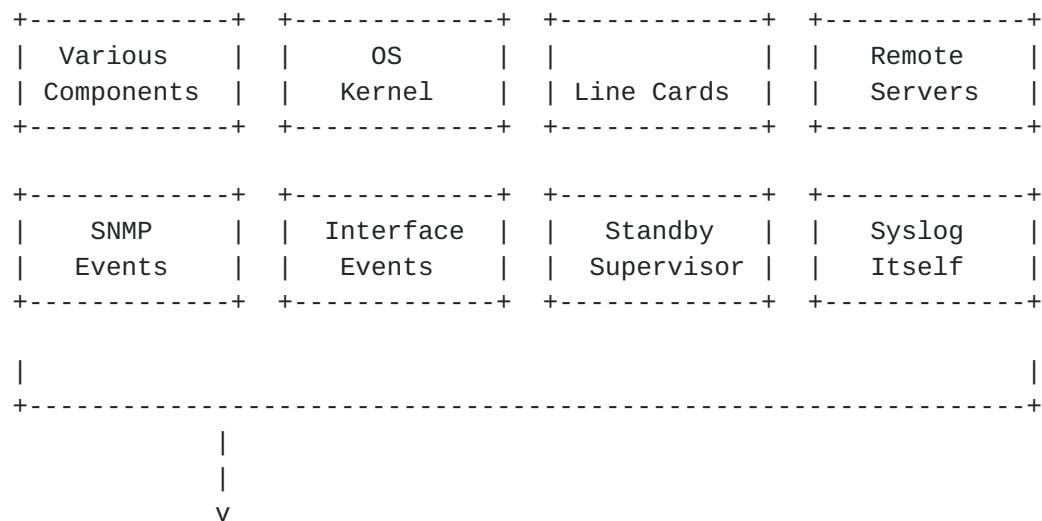 +-------------+  +-------------+  +-------------+  +-------------+
|   Various    |  |     OS      |  |             |  |   Remote    |
| Components  |  |   Kernel    |  | Line Cards  |  |   Servers   |
+-------------+  +-------------+  +-------------+  +-------------+
+-------------+  +-------------+  +-------------+  +-------------+
|    SNMP     |  |  Interface  |  |   Standby   |  |   Syslog    |
|   Events    |  |   Events    |  |  Supervisor |  |   Itself    |
+-------------+  +-------------+  +-------------+  +-------------+
|                                                                |
+----------------------------------------------------------------+
             |
             |
             v